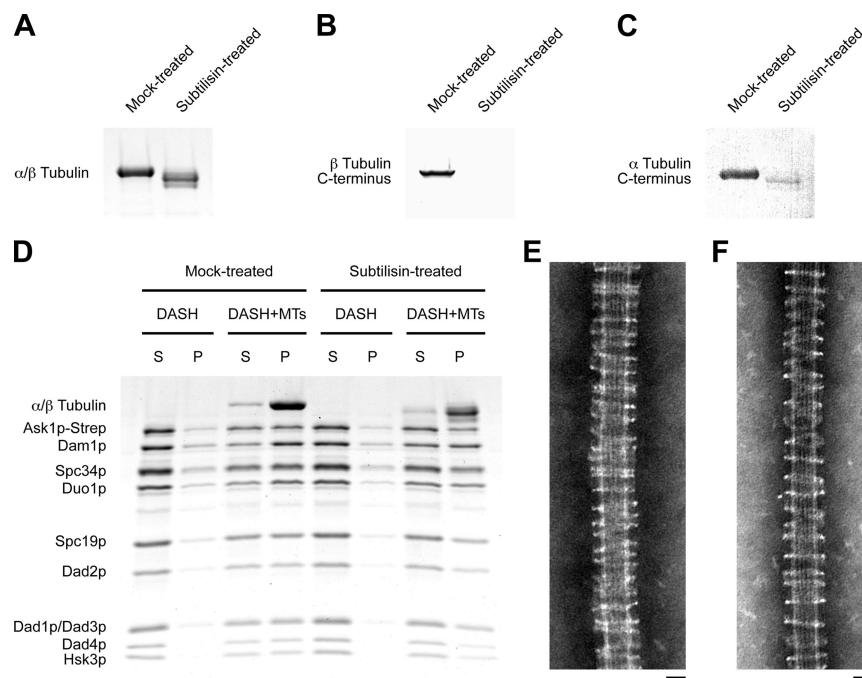 A
Mock-treated
Subtilisin-treated
α/β Tubulin
B
Mock-treated
Subtilisin-treated
β Tubulin
C-terminus
C
Mock-treated
Subtilisin-treated
α Tubulin
C-terminus
D
Mock-treated Subtilisin-treated
DASH DASH+MTs DASH DASH+MTs
S P S P S P S P
α/β Tubulin
Ask1p-Strep
Dam1p
Spc34p
Duo1p
Spc19p
Dad2p
Dad1p/Dad3p
Dad4p
Hsk3p
E
F